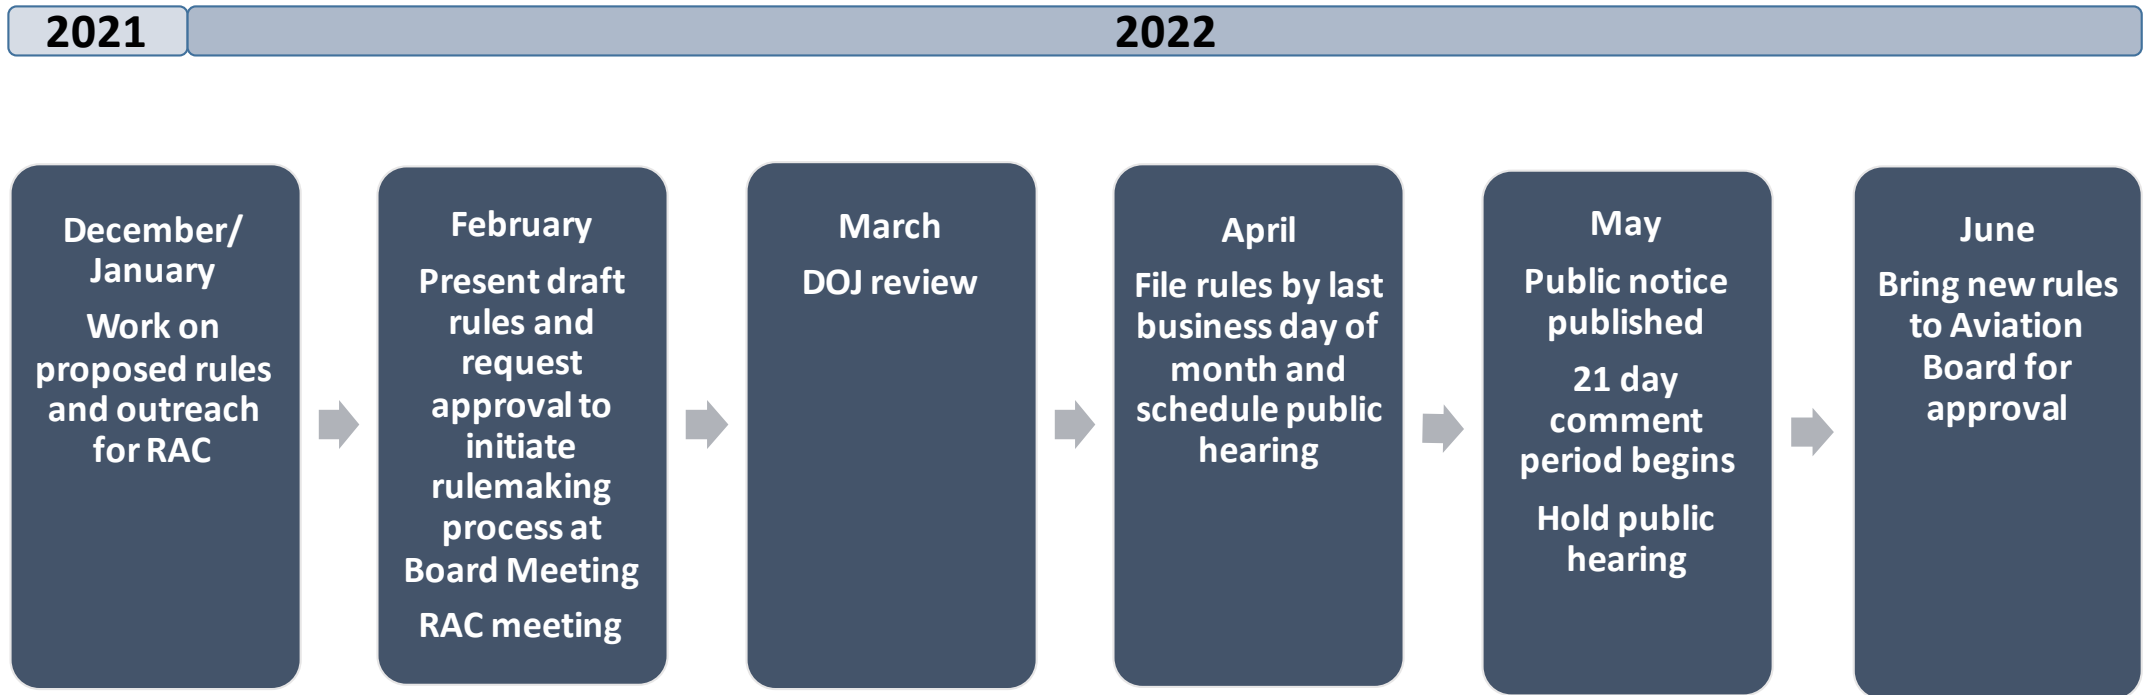 2021
2022
December/
January
Work on
proposed rules
and outreach
for RAC
February
Present draft
rules and
request
approval to
initiate
rulemaking
process at
Board Meeting
RAC meeting
March
DOJ review
April
File rules by last
business day of
month and
schedule public
hearing
May
Public notice
published
21 day
comment
period begins
Hold public
hearing
June
Bring new rules
to Aviation
Board for
approval